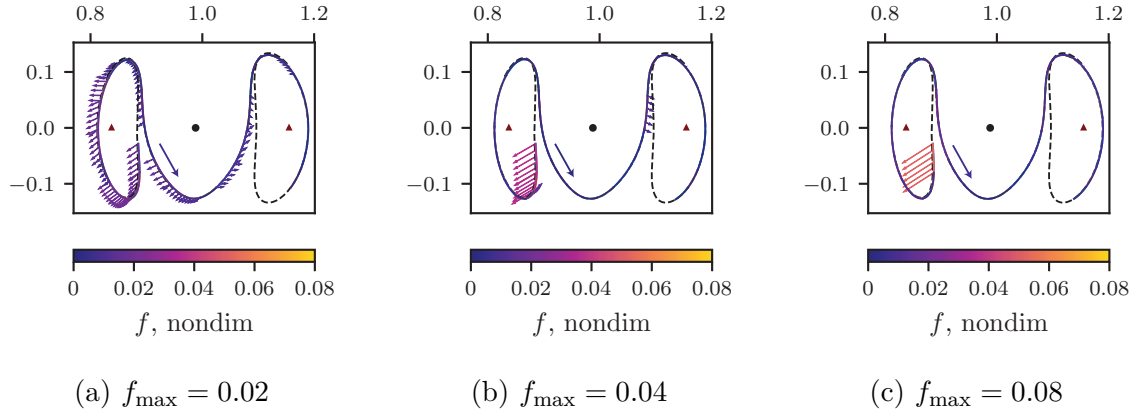 0.8 1.0 1.2 0.8 1.0 1.2 0.8 1.0 1.2
0.1 0.1 0.1
0.0 0.0 0.0
−0.1 −0.1 −0.1
0 0.02 0.04 0.06 0.08 0 0.02 0.04 0.06 0.08 0 0.02 0.04 0.06 0.08
f, nondim f, nondim f, nondim
(a) f_max = 0.02 (b) f_max = 0.04 (c) f_max = 0.08